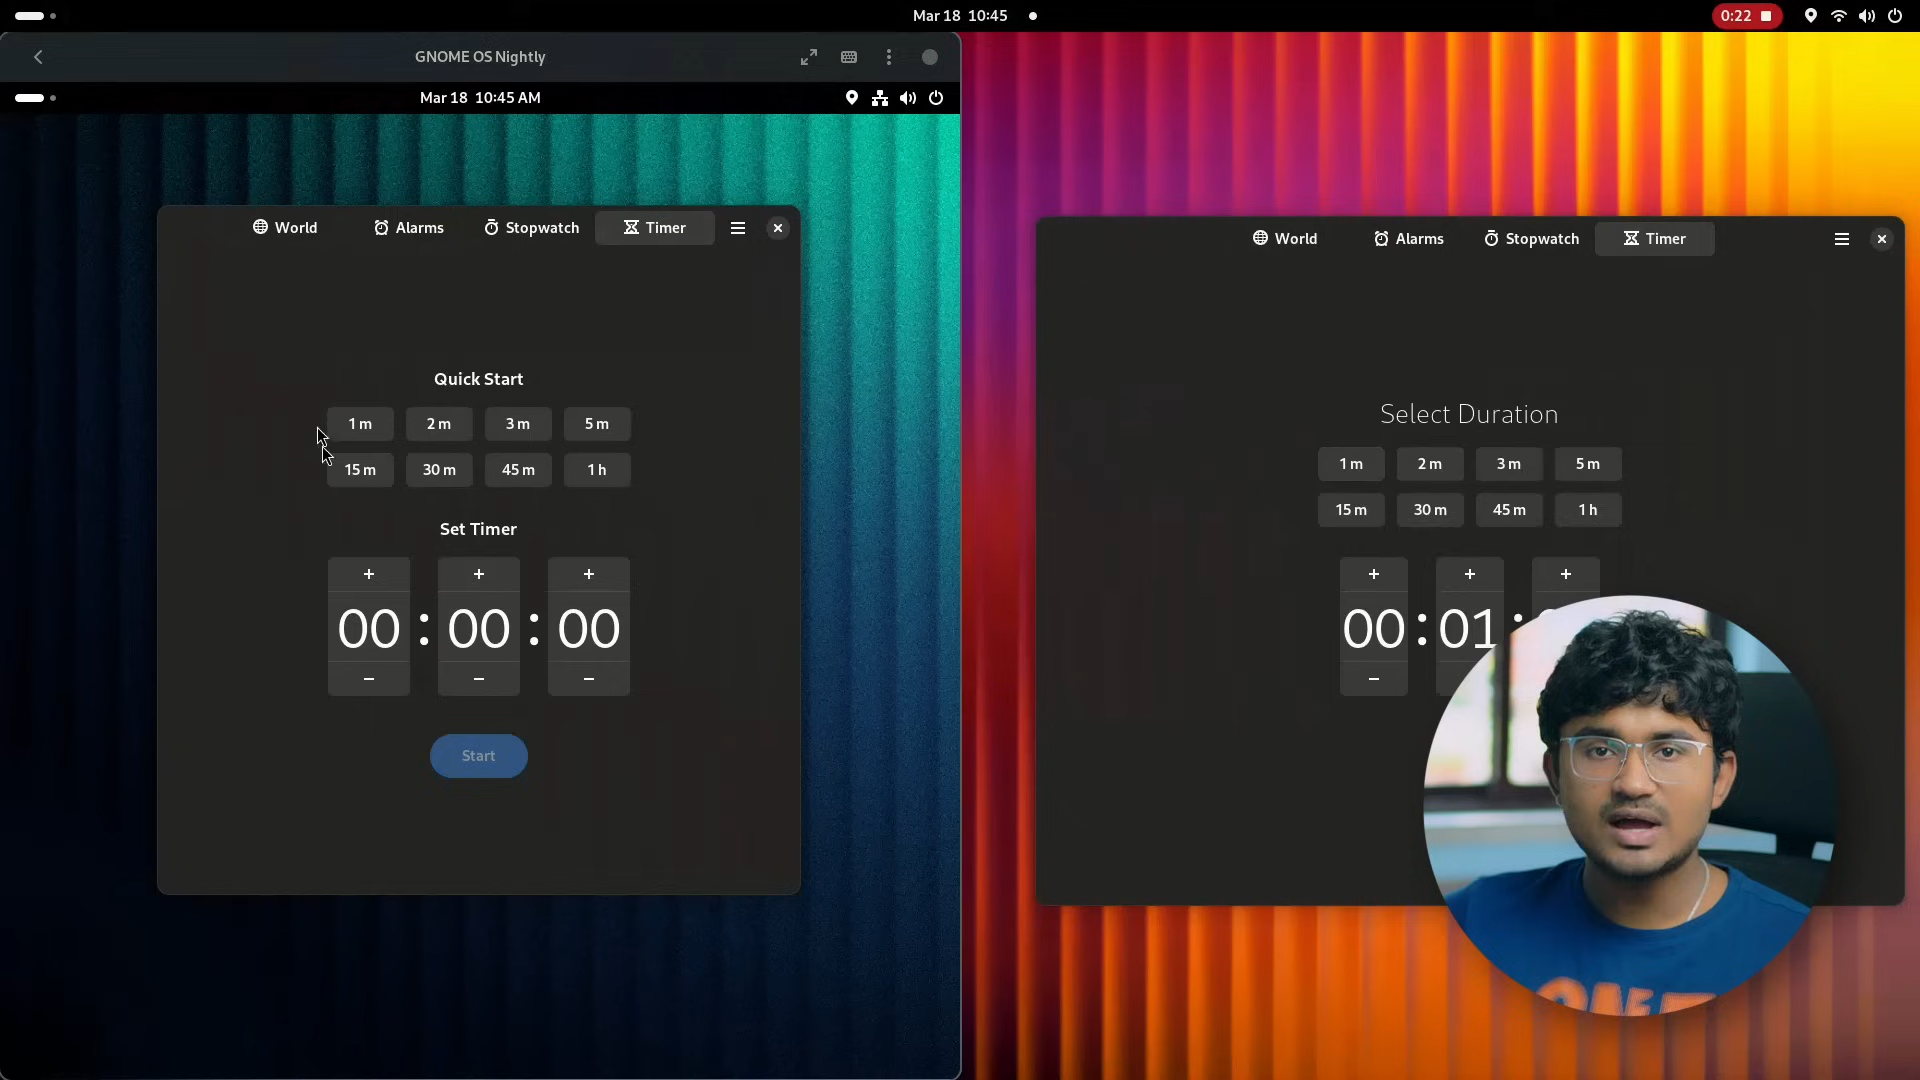 Mar 18 10:45
0:22
GNOME OS Nightly
Mar 18 10:45 AM
World
Alarms
Stopwatch
Timer
Quick Start
1 m
2 m
3 m
5 m
15 m
30 m
45 m
1 h
Set Timer
+ + +
00 : 00 : 00
− − −
Start
World
Alarms
Stopwatch
Timer
Select Duration
1 m
2 m
3 m
5 m
15 m
30 m
45 m
1 h
+ + +
00 : 01 :
−